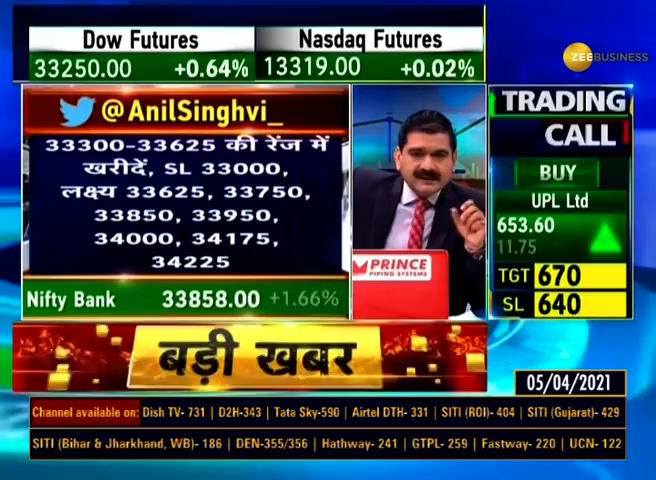 Dow Futures
33250.00 +0.64%
Nasdaq Futures
13319.00 +0.02%
ZEE BUSINESS
@AnilSinghvi_
33300-33625 की रेंज में
खरीदें, SL 33000,
लक्ष्य 33625, 33750,
33850, 33950,
34000, 34175,
34225
Nifty Bank 33858.00 +1.66%
PRINCE
PIPING SYSTEMS
TRADING
CALL
BUY
UPL Ltd
653.60
11.75
TGT 670
SL 640
बड़ी खबर
05/04/2021
Channel available on: Dish TV- 731 | D2H-343 | Tata Sky-590 | Airtel DTH- 331 | SITI (ROI)- 404 | SITI (Gujarat)- 429
SITI (Bihar & Jharkhand, WB)- 186 | DEN-355/356 | Hathway- 241 | GTPL- 259 | Fastway- 220 | UCN- 122